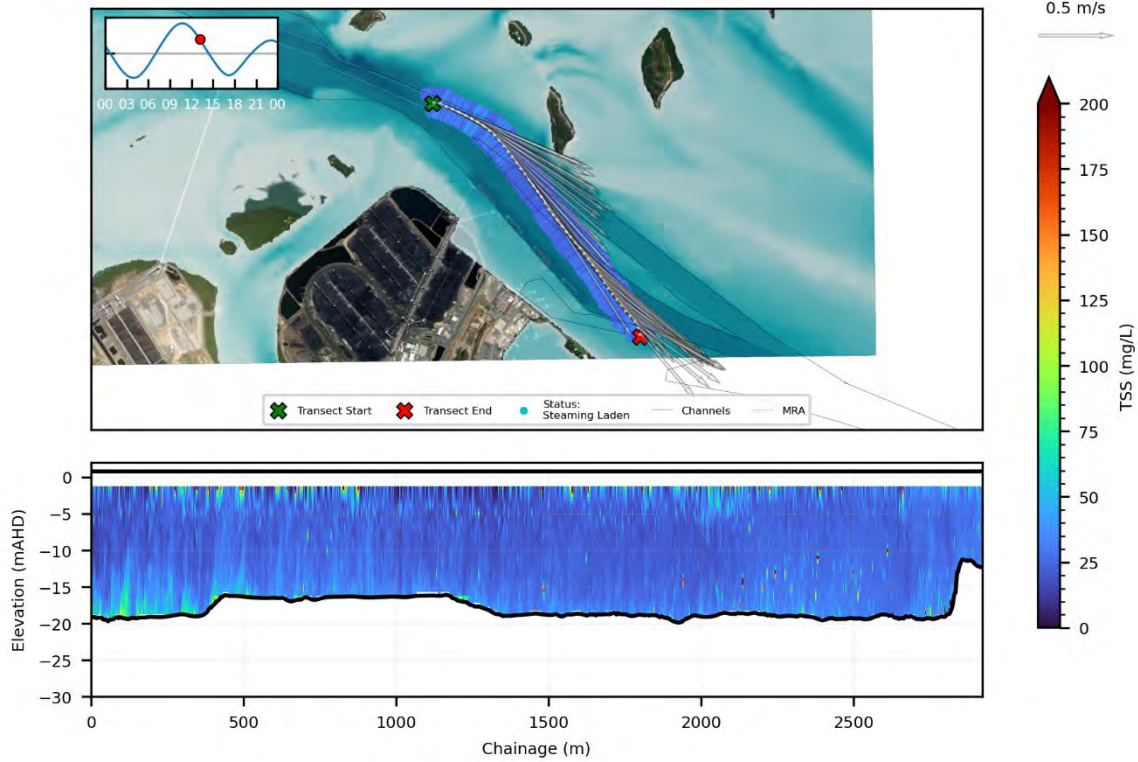 0.5 m/s
00 03 06 09 12 15 18 21 00
Transect Start
Transect End
Status:
Steaming Laden
Channels
MRA
200
175
150
125
100
75
50
25
0
TSS (mg/L)
Elevation (mAHD)
0
−5
−10
−15
−20
−25
−30
0 500 1000 1500 2000 2500
Chainage (m)